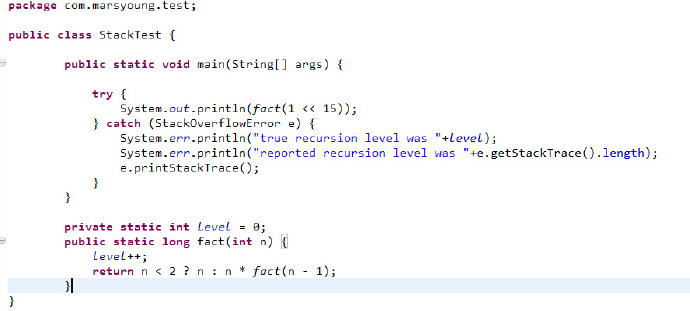 package com.marsyoung.test;
public class StackTest {
public static void main(String[] args) {
try {
System.out.println(fact(1 << 15));
} catch (StackOverflowError e) {
System.err.println("true recursion level was "+level);
System.err.println("reported recursion level was "+e.getStackTrace().length);
e.printStackTrace();
}
}
private static int level = 0;
public static long fact(int n) {
level++;
return n < 2 ? n : n * fact(n - 1);
}
}